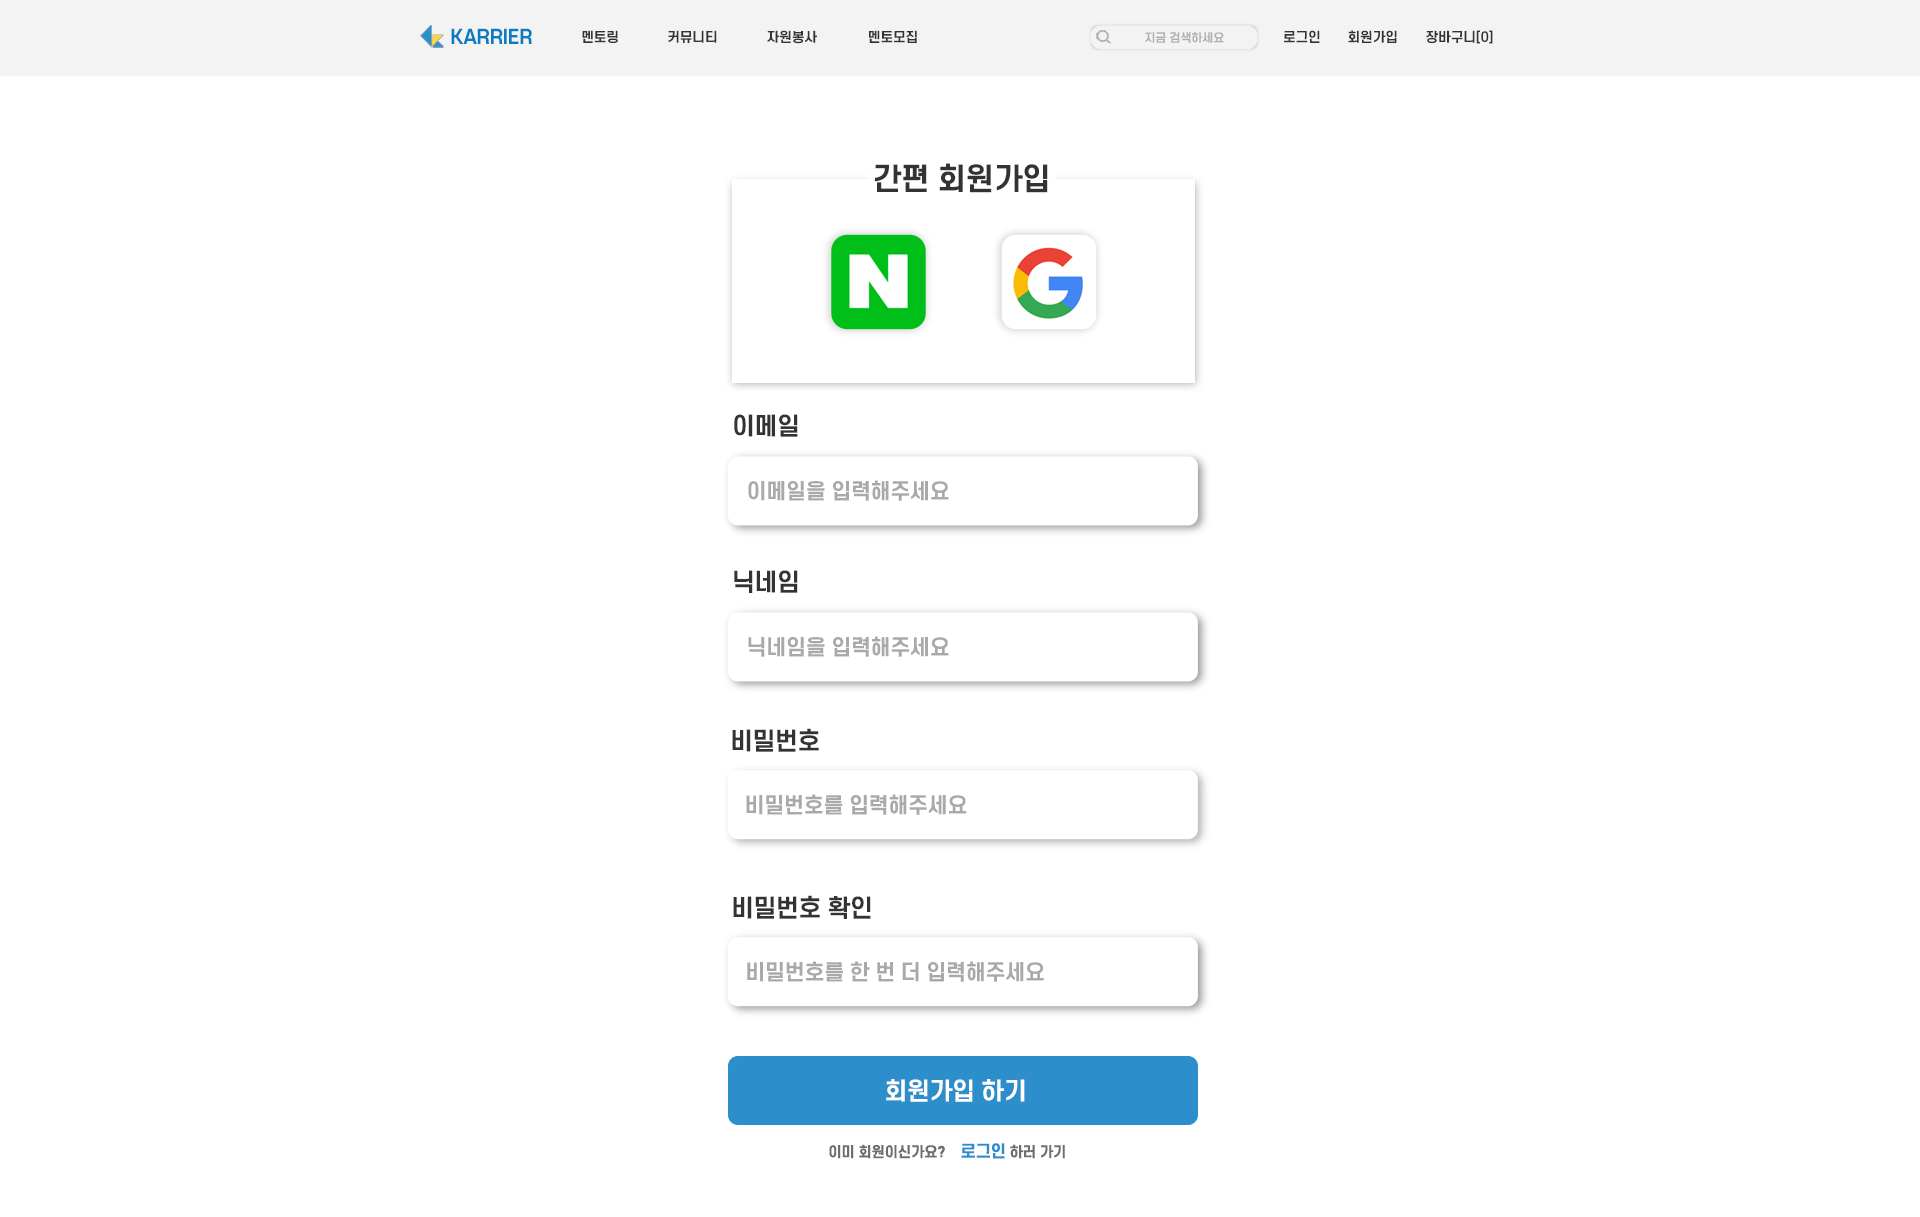 KARRIER 멘토링 커뮤니티 자원봉사 멘토모집 지금 검색하세요 로그인 회원가입 장바구니[0]
간편 회원가입
N G
이메일
이메일을 입력해주세요
닉네임
닉네임을 입력해주세요
비밀번호
비밀번호를 입력해주세요
비밀번호 확인
비밀번호를 한 번 더 입력해주세요
회원가입 하기
이미 회원이신가요? 로그인 하러 가기